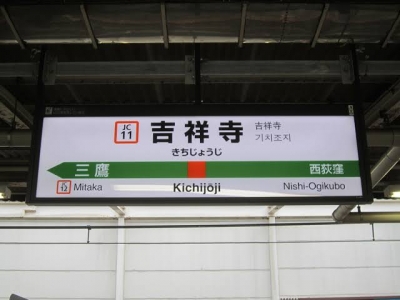 JC
11
吉祥寺
きちじょうじ
吉祥寺
기치조지
三鷹
西荻窪
JC
12
Mitaka
Kichijōji
Nishi-Ogikubo